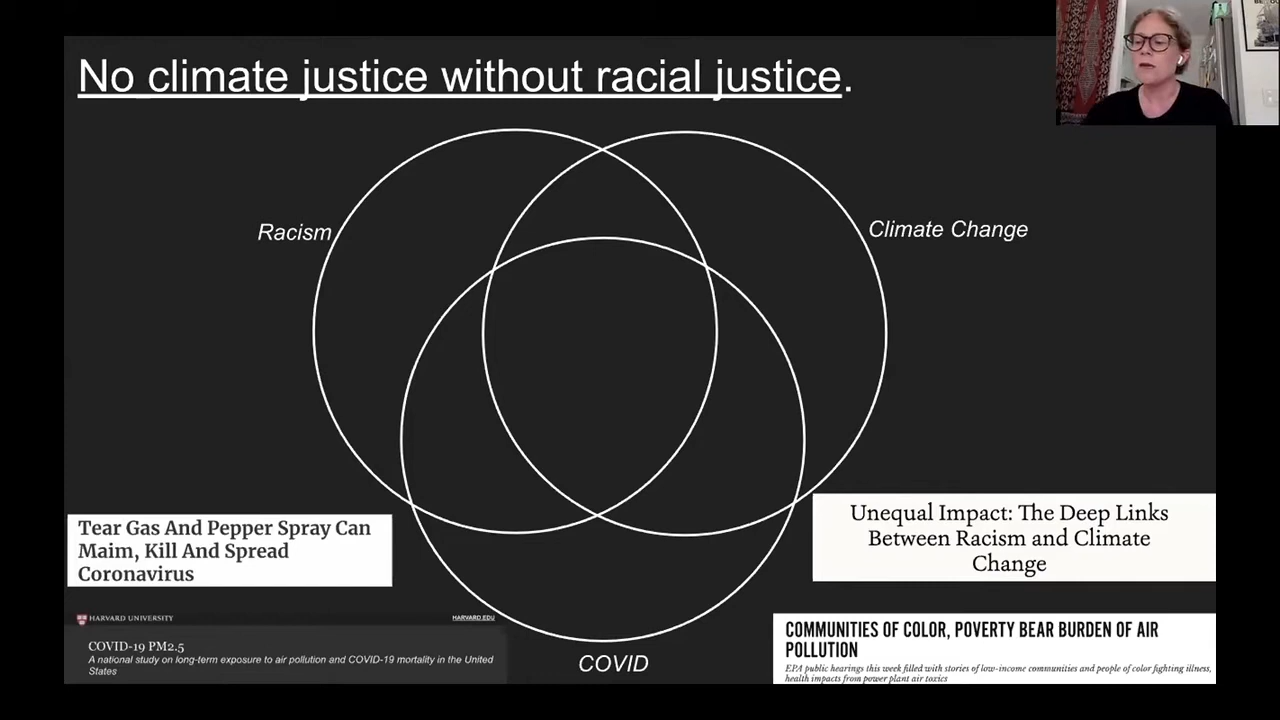 No climate justice without racial justice.
Racism
Climate Change
Tear Gas And Pepper Spray Can
Maim, Kill And Spread
Coronavirus
Unequal Impact: The Deep Links
Between Racism and Climate
Change
HARVARD UNIVERSITY
HARVARD.EDU
COVID-19 PM2.5
A national study on long-term exposure to air pollution and COVID-19 mortality in the United
States
COVID
COMMUNITIES OF COLOR, POVERTY BEAR BURDEN OF AIR
POLLUTION
EPA public hearings this week filled with stories of low-income communities and people of color fighting illness,
health impacts from power plant air toxics